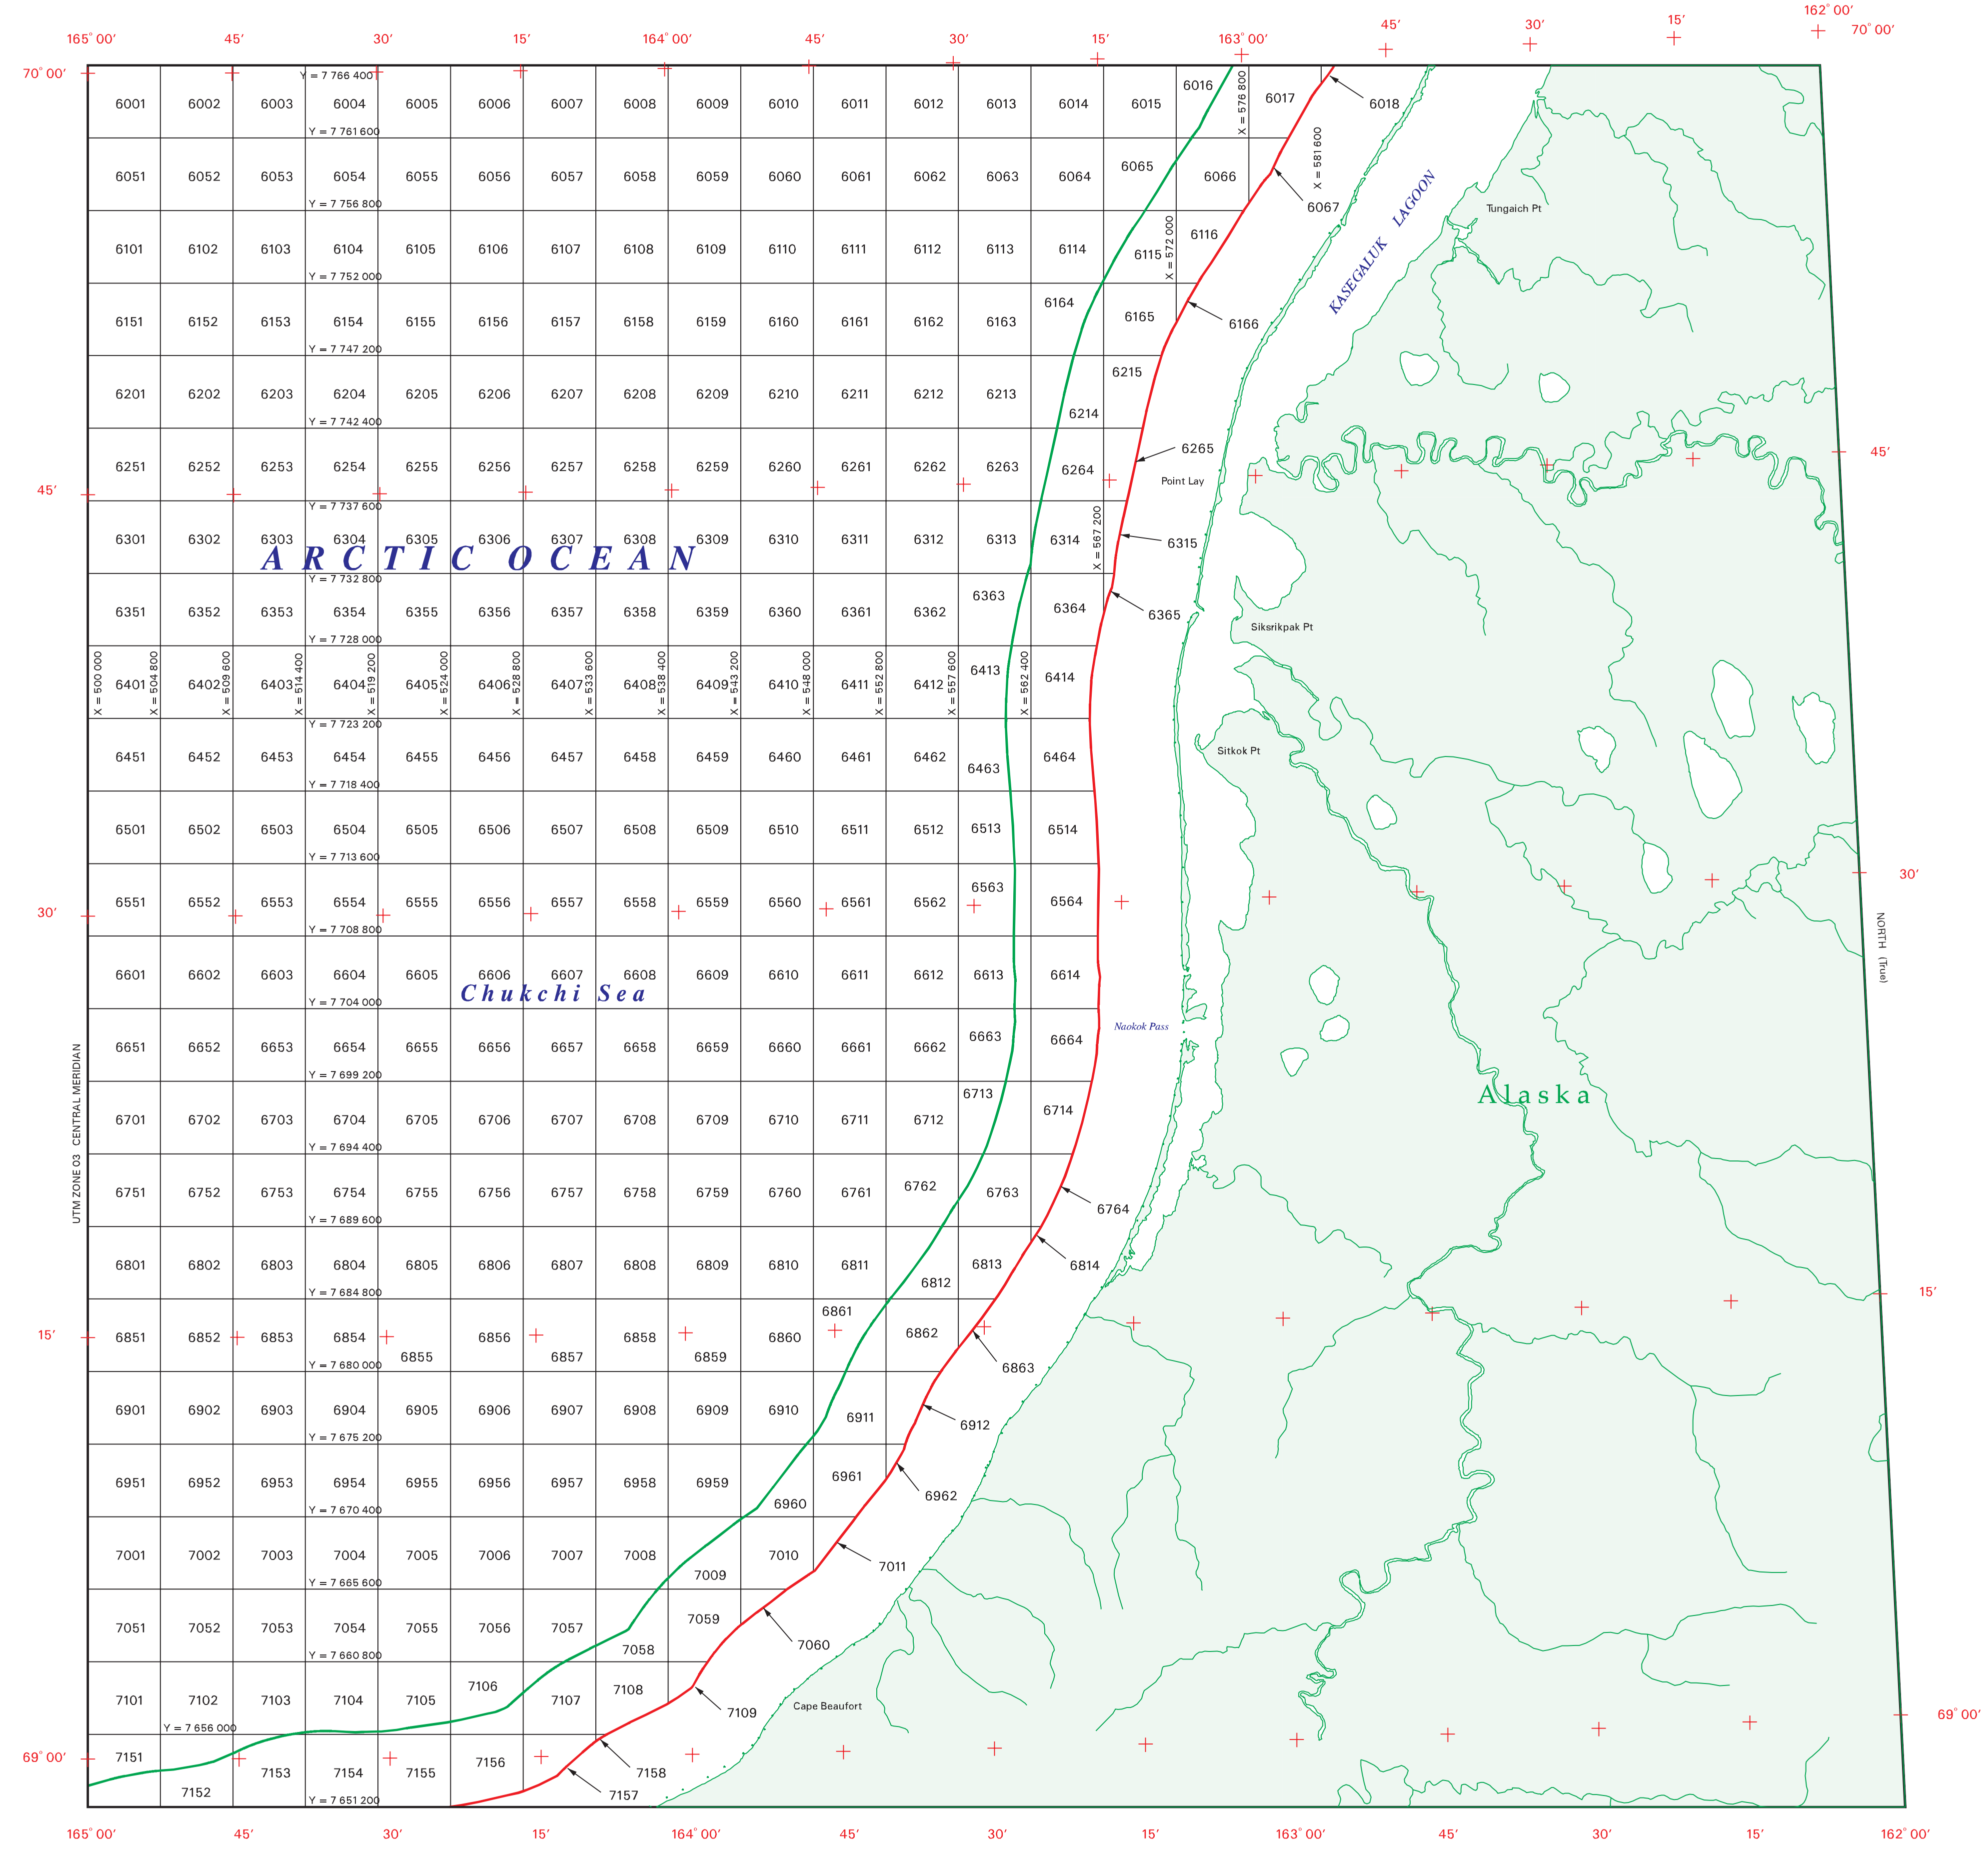 162° 00′
165° 00′ 45′ 30′ 15′ 164° 00′ 45′ 30′ 15′ 163° 00′ 45′ 30′ 15′ 70° 00′
70° 00′ Y = 7 766 400
6001 6002 6003 6004 6005 6006 6007 6008 6009 6010 6011 6012 6013 6014 6015 6016 X = 576 800 6017 6018
Y = 7 761 600
6051 6052 6053 6054 6055 6056 6057 6058 6059 6060 6061 6062 6063 6064 6065 6066 X = 581 600 6067
KASEGALUK LAGOON
Tungaich Pt
Y = 7 756 800
6101 6102 6103 6104 6105 6106 6107 6108 6109 6110 6111 6112 6113 6114 6115 X = 572 000 6116
Y = 7 752 000
6151 6152 6153 6154 6155 6156 6157 6158 6159 6160 6161 6162 6163 6164 6165 6166
Y = 7 747 200
6201 6202 6203 6204 6205 6206 6207 6208 6209 6210 6211 6212 6213 6214 6215
Y = 7 742 400
6251 6252 6253 6254 6255 6256 6257 6258 6259 6260 6261 6262 6263 6264 6265 45′
Point Lay
45′
Y = 7 737 600
6301 6302 6303 6304 6305 6306 6307 6308 6309 6310 6311 6312 6313 6314 X = 567 200 6315
ARCTIC OCEAN
Y = 7 732 800
6351 6352 6353 6354 6355 6356 6357 6358 6359 6360 6361 6362 6363 6364 6365
Siksrikpak Pt
Y = 7 728 000
X = 500 000 6401 X = 504 800 6402 X = 509 600 6403 X = 514 400 6404 X = 519 200 6405 X = 524 000 6406 X = 528 800 6407 X = 533 600 6408 X = 538 400 6409 X = 543 200 6410 X = 548 000 6411 X = 552 800 6412 X = 557 600 6413 X = 562 400 6414
Y = 7 723 200
6451 6452 6453 6454 6455 6456 6457 6458 6459 6460 6461 6462 6463 6464
Sitkok Pt
Y = 7 718 400
6501 6502 6503 6504 6505 6506 6507 6508 6509 6510 6511 6512 6513 6514
Y = 7 713 600
30′
6551 6552 6553 6554 6555 6556 6557 6558 6559 6560 6561 6562 6563 6564
30′
Y = 7 708 800
NORTH (True)
6601 6602 6603 6604 6605 6606 6607 6608 6609 6610 6611 6612 6613 6614
Chukchi Sea
Y = 7 704 000
Naokok Pass
6651 6652 6653 6654 6655 6656 6657 6658 6659 6660 6661 6662 6663 6664
Y = 7 699 200
Alaska
6701 6702 6703 6704 6705 6706 6707 6708 6709 6710 6711 6712 6713 6714
UTM ZONE 03 CENTRAL MERIDIAN
Y = 7 694 400
6751 6752 6753 6754 6755 6756 6757 6758 6759 6760 6761 6762 6763 6764
Y = 7 689 600
6801 6802 6803 6804 6805 6806 6807 6808 6809 6810 6811 6812 6813 6814
Y = 7 684 800
15′
15′ 6851 6852 6853 6854 6855 6856 6857 6858 6859 6860 6861 6862 6863
Y = 7 680 000
6901 6902 6903 6904 6905 6906 6907 6908 6909 6910 6911 6912
Y = 7 675 200
6951 6952 6953 6954 6955 6956 6957 6958 6959 6960 6961 6962
Y = 7 670 400
7001 7002 7003 7004 7005 7006 7007 7008 7009 7010 7011
Y = 7 665 600
7051 7052 7053 7054 7055 7056 7057 7058 7059 7060
Y = 7 660 800
7101 7102 7103 7104 7105 7106 7107 7108 7109
Cape Beaufort
69° 00′
Y = 7 656 000
69° 00′ 7151 7152 7153 7154 7155 7156 7157 7158
Y = 7 651 200
165° 00′ 45′ 30′ 15′ 164° 00′ 45′ 30′ 15′ 163° 00′ 45′ 30′ 15′ 162° 00′